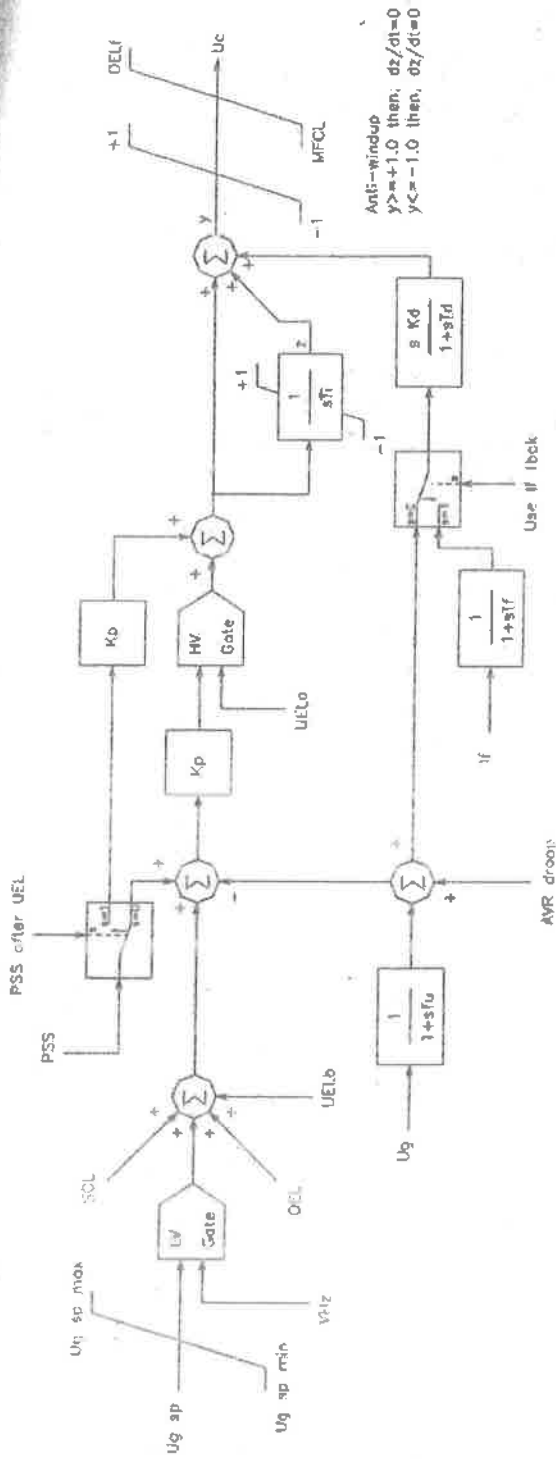 Ug sp max
Ug sp
Ug sp min
LV
Gate
VHz
SCL
+
+
+
+
OEL
UELb
PSS
PSS after UEL
+
+
-
Kp
Kp
HV
Gate
UELo
+
+
Σ
Σ
Σ
1
sTi
+1
-1
z
+
+
+
Σ
y
+1
-1
OELf
MFCL
Uc
Anti-windup
y>=+1.0 then; dz/dt=0
y<=-1.0 then, dz/dt=0
Ug
1
1+sTu
Σ
+
+
AVR droop
If
1
1+sTf
Use If fbck
s Kd
1+sTd